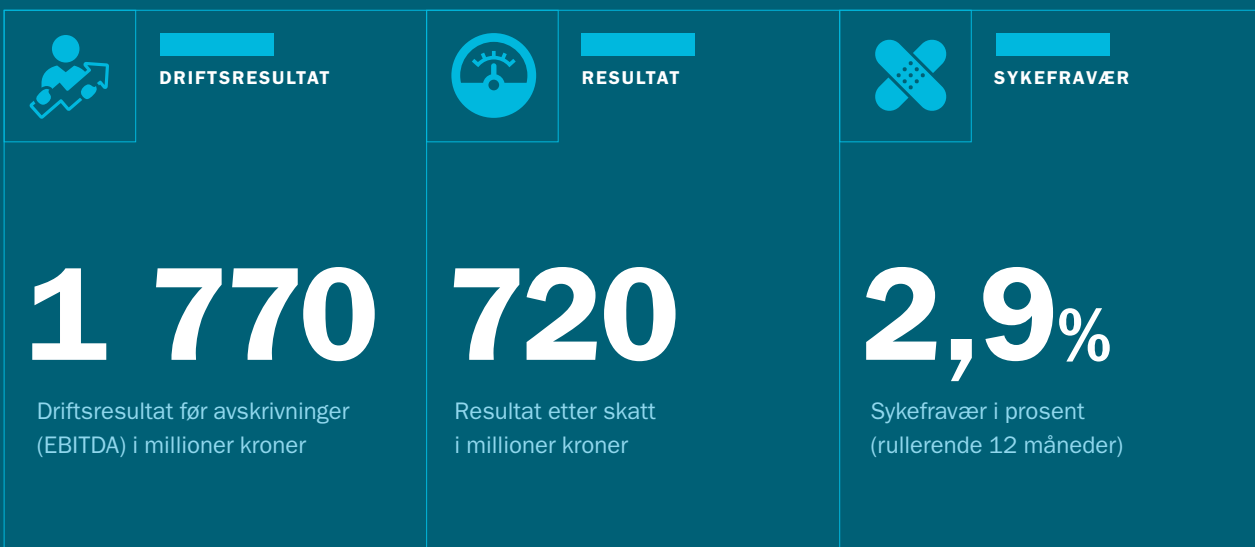 DRIFTSRESULTAT
1 770
Driftsresultat før avskrivninger
(EBITDA) i millioner kroner
RESULTAT
720
Resultat etter skatt
i millioner kroner
SYKEFRAVÆR
2,9%
Sykefravær i prosent
(rullerende 12 måneder)